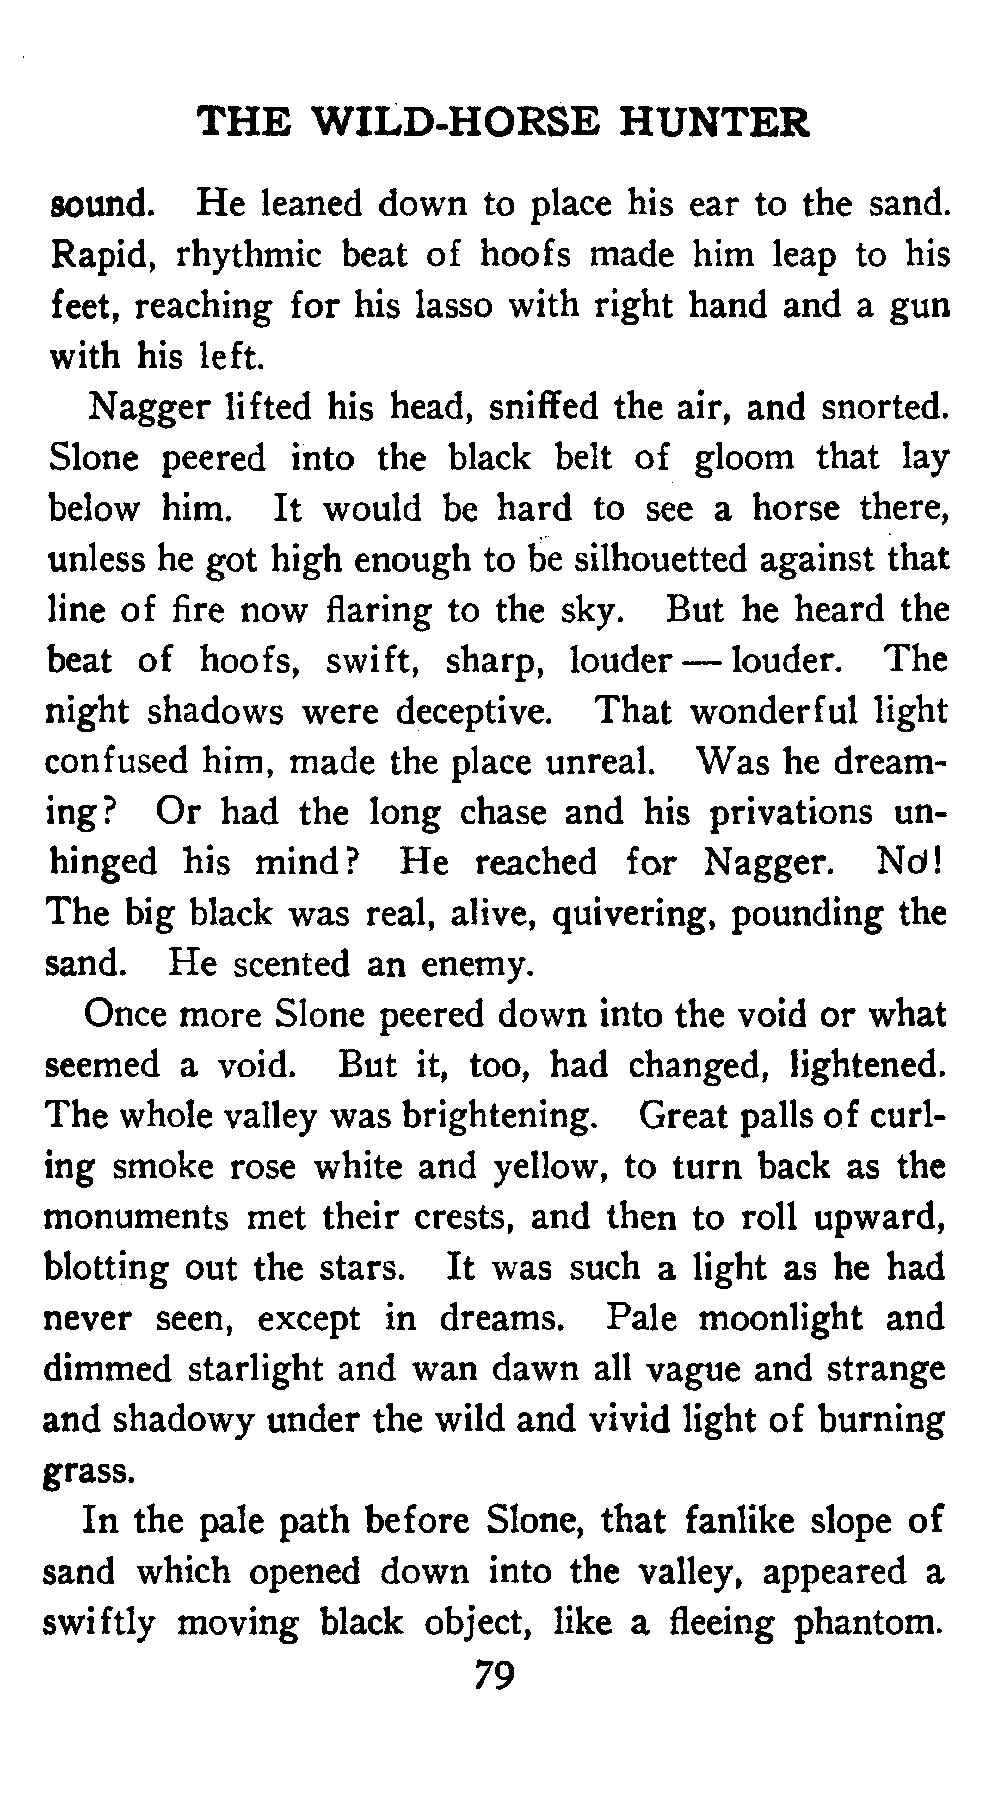 THE WILD-HORSE HUNTER
sound. He leaned down to place his ear to the sand.
Rapid, rhythmic beat of hoofs made him leap to his
feet, reaching for his lasso with right hand and a gun
with his left.
Nagger lifted his head, sniffed the air, and snorted.
Slone peered into the black belt of gloom that lay
below him. It would be hard to see a horse there,
unless he got high enough to be silhouetted against that
line of fire now flaring to the sky. But he heard the
beat of hoofs, swift, sharp, louder — louder. The
night shadows were deceptive. That wonderful light
confused him, made the place unreal. Was he dream-
ing? Or had the long chase and his privations un-
hinged his mind? He reached for Nagger. No!
The big black was real, alive, quivering, pounding the
sand. He scented an enemy.
Once more Slone peered down into the void or what
seemed a void. But it, too, had changed, lightened.
The whole valley was brightening. Great palls of curl-
ing smoke rose white and yellow, to turn back as the
monuments met their crests, and then to roll upward,
blotting out the stars. It was such a light as he had
never seen, except in dreams. Pale moonlight and
dimmed starlight and wan dawn all vague and strange
and shadowy under the wild and vivid light of burning
grass.
In the pale path before Slone, that fanlike slope of
sand which opened down into the valley, appeared a
swiftly moving black object, like a fleeing phantom.
79